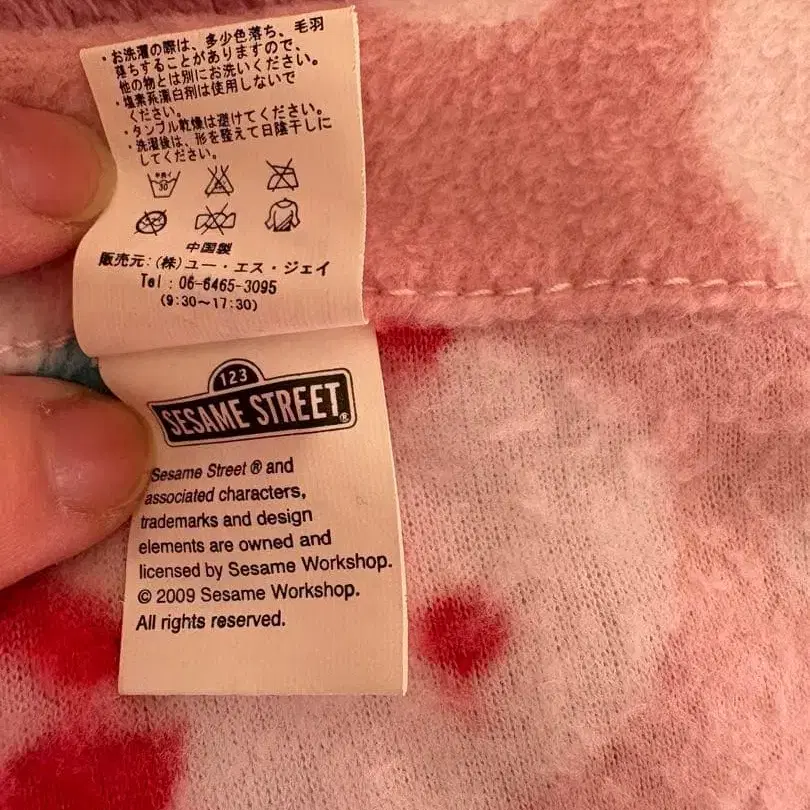 ・お洗濯の際は、多少色落ち、毛羽
落ちすることがありますので、
他の物とは別にお洗いください。
・塩素系漂白剤は使用しないで
ください。
・タンブル乾燥は避けてください。
・洗濯後は、形を整えて日陰干しに
してください。
30
中国製
販売元：(株)ユー・エス・ジェイ
Tel：06-6465-3095
(9:30〜17:30)
123
SESAME STREET®
Sesame Street ® and
associated characters,
trademarks and design
elements are owned and
licensed by Sesame Workshop.
© 2009 Sesame Workshop.
All rights reserved.